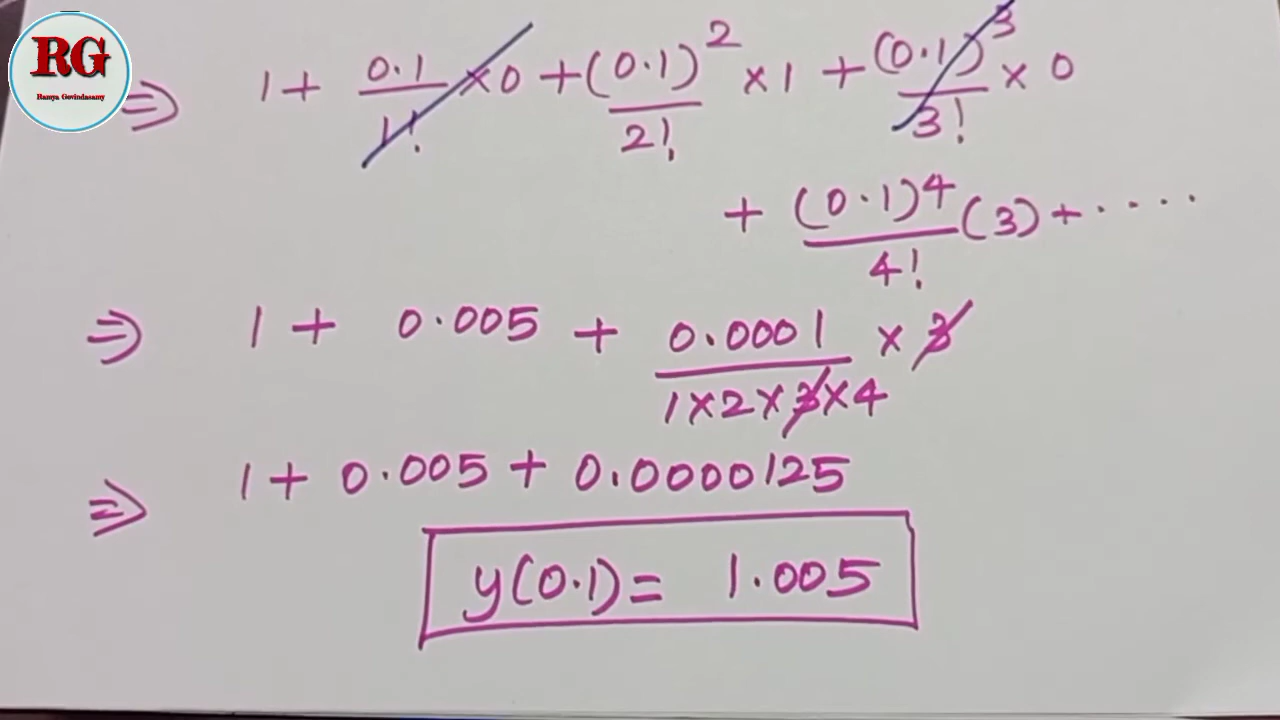 RG
Ramya Govindasamy
⇒ 1 + 0.1/1! × 0 + (0.1)²/2! × 1 + (0.1)³/3! × 0
+ (0.1)⁴/4! (3) + ....
⇒ 1 + 0.005 + 0.0001/1×2×3×4 × 3
⇒ 1 + 0.005 + 0.0000125
y(0.1) = 1.005